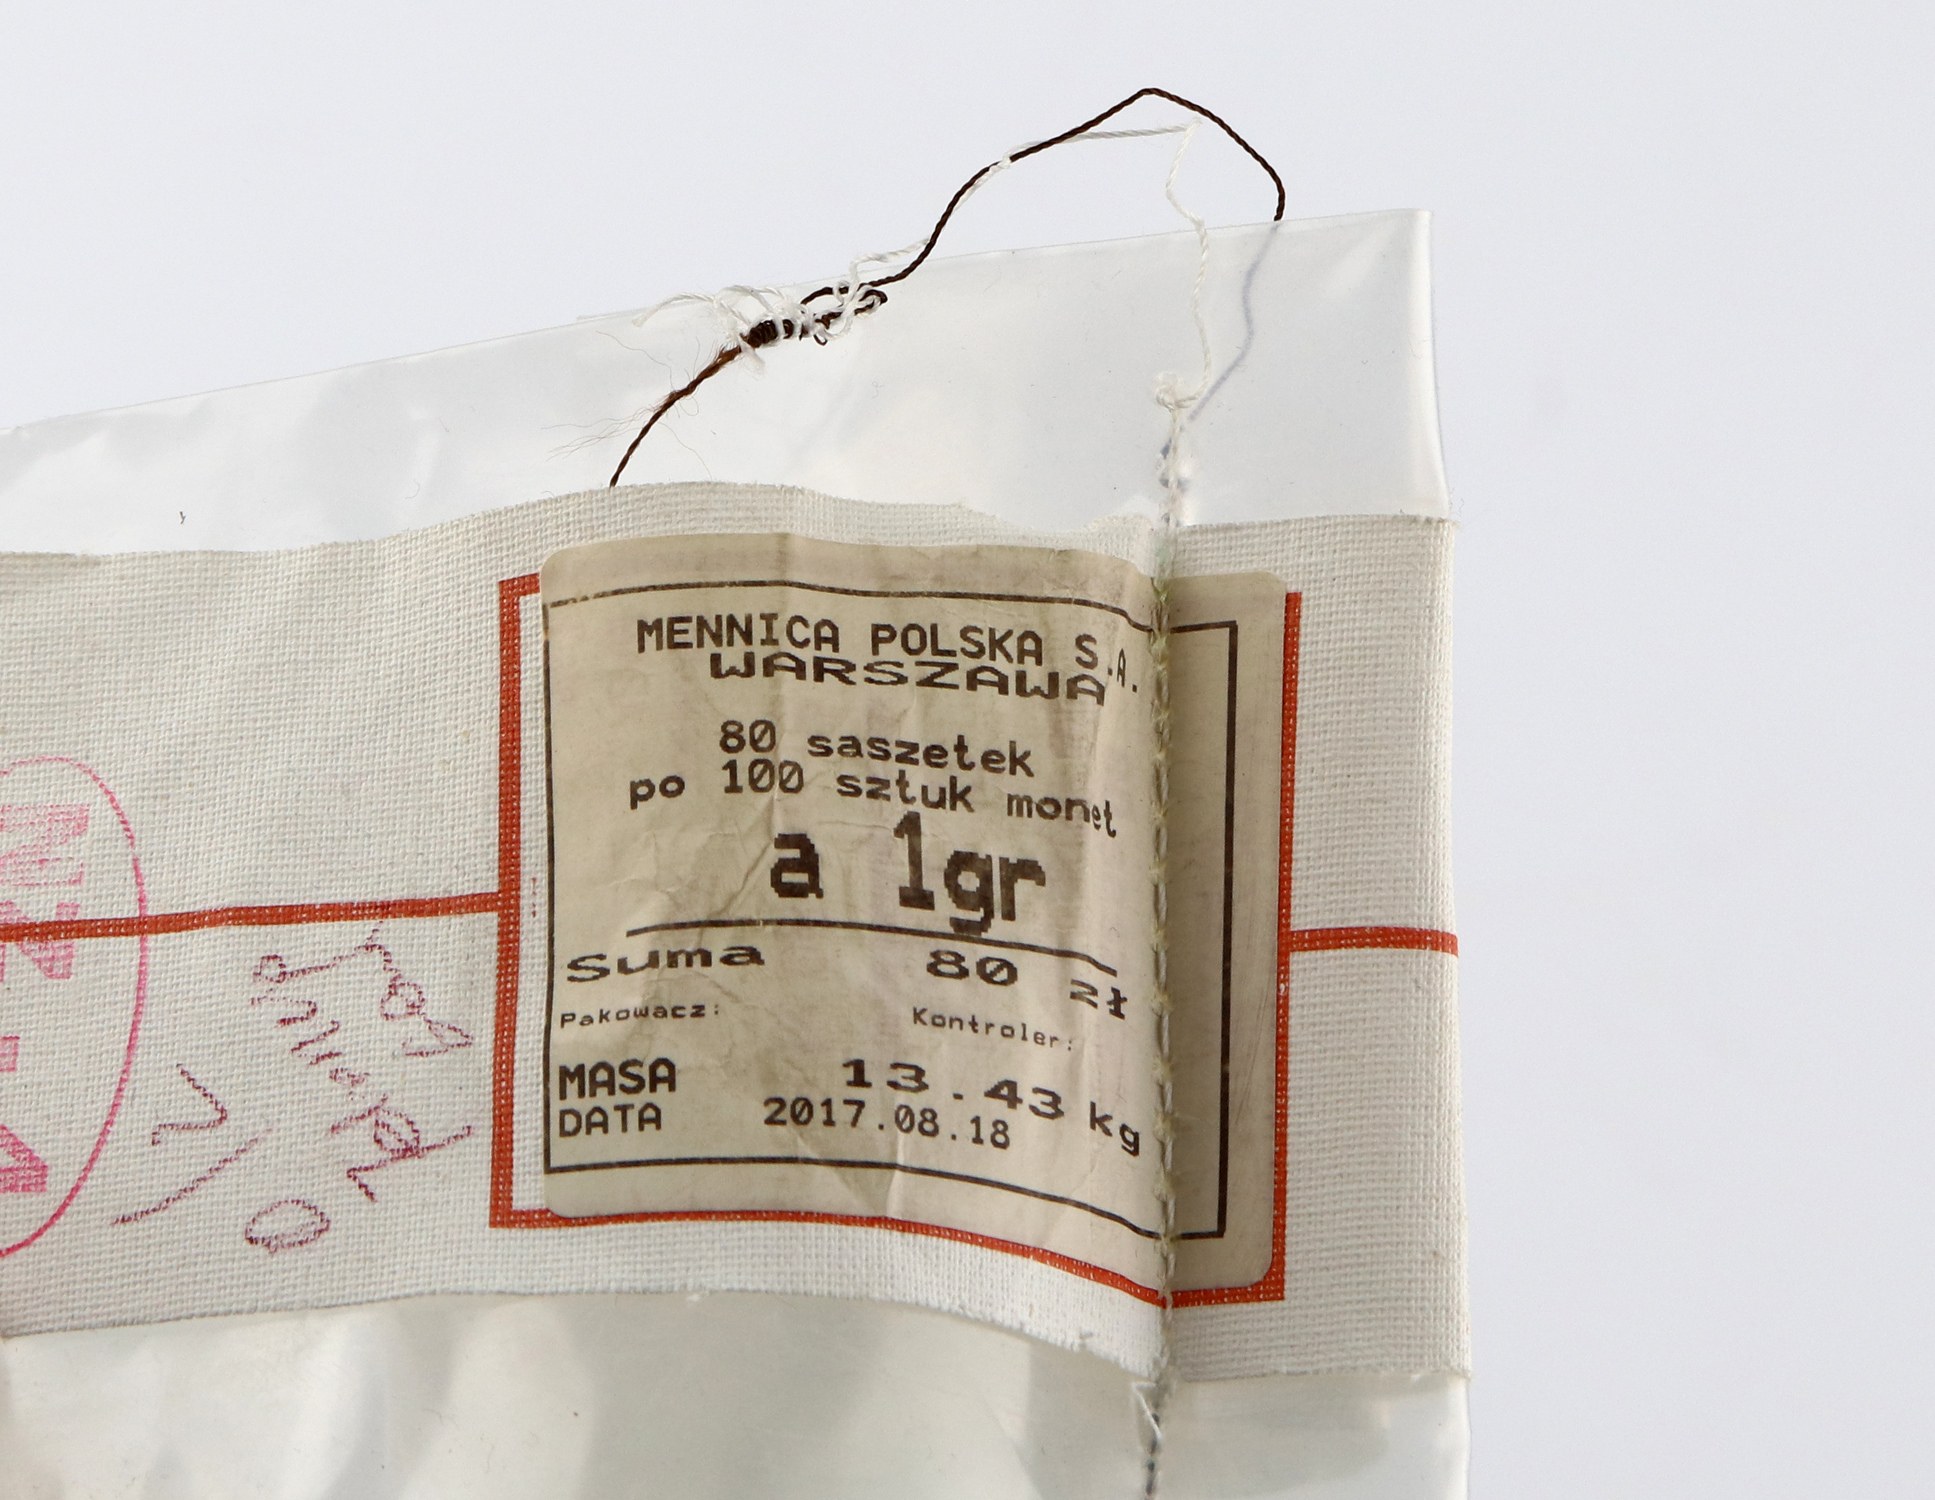 MENNICA POLSKA S.A.
WARSZAWA
80 saszetek
po 100 sztuk monet
a 1gr
Suma 80 zł
Pakowacz: Kontroler:
MASA 13.43 kg
DATA 2017.08.18